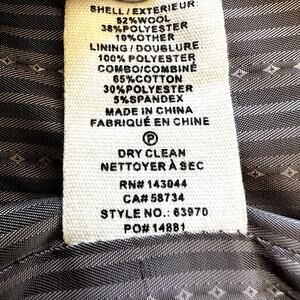 SHELL/EXTERIEUR:
52%WOOL
38%POLYESTER
10%OTHER
LINING/DOUBLURE
100%POLYESTER
COMBO/COMBINÉ
65%COTTON
30%POLYESTER
5%SPANDEX
MADE IN CHINA
FABRIQUÉ EN CHINE
P
DRY CLEAN
NETTOYER À SEC
RN# 143044
CA# 58734
STYLE NO.: 63970
PO# 14881